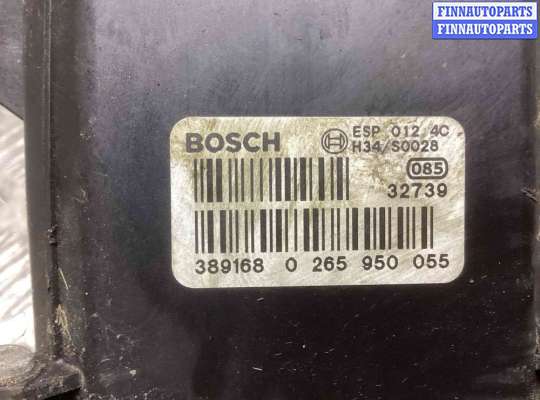 FINNAUTOPARTS
FINNAUTOPARTS
BOSCH ESP 012 4C
H34/S0028
085
32739
389168 0 265 950 055